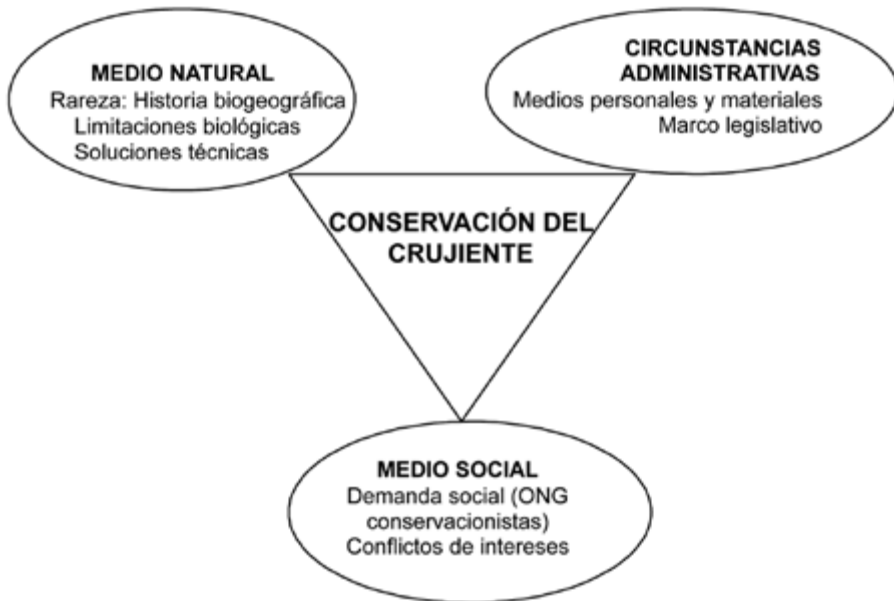 MEDIO NATURAL
Rareza: Historia biogeográfica
Limitaciones biológicas
Soluciones técnicas
CIRCUNSTANCIAS
ADMINISTRATIVAS
Medios personales y materiales
Marco legislativo
CONSERVACIÓN DEL
CRUJIENTE
MEDIO SOCIAL
Demanda social (ONG
conservacionistas)
Conflictos de intereses